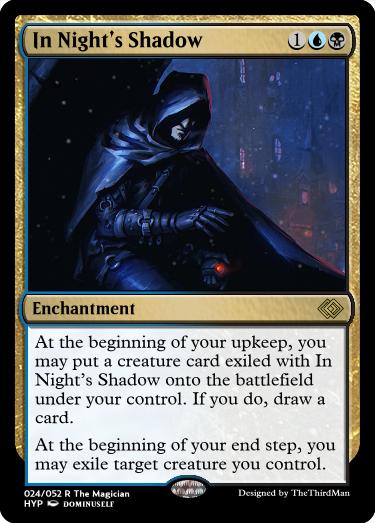 In Night's Shadow 1
Enchantment
At the beginning of your upkeep, you
may put a creature card exiled with In
Night's Shadow onto the battlefield
under your control. If you do, draw a
card.
At the beginning of your end step, you
may exile target creature you control.
024/052 R The Magician
HYP DOMINUSELF Designed by TheThirdMan